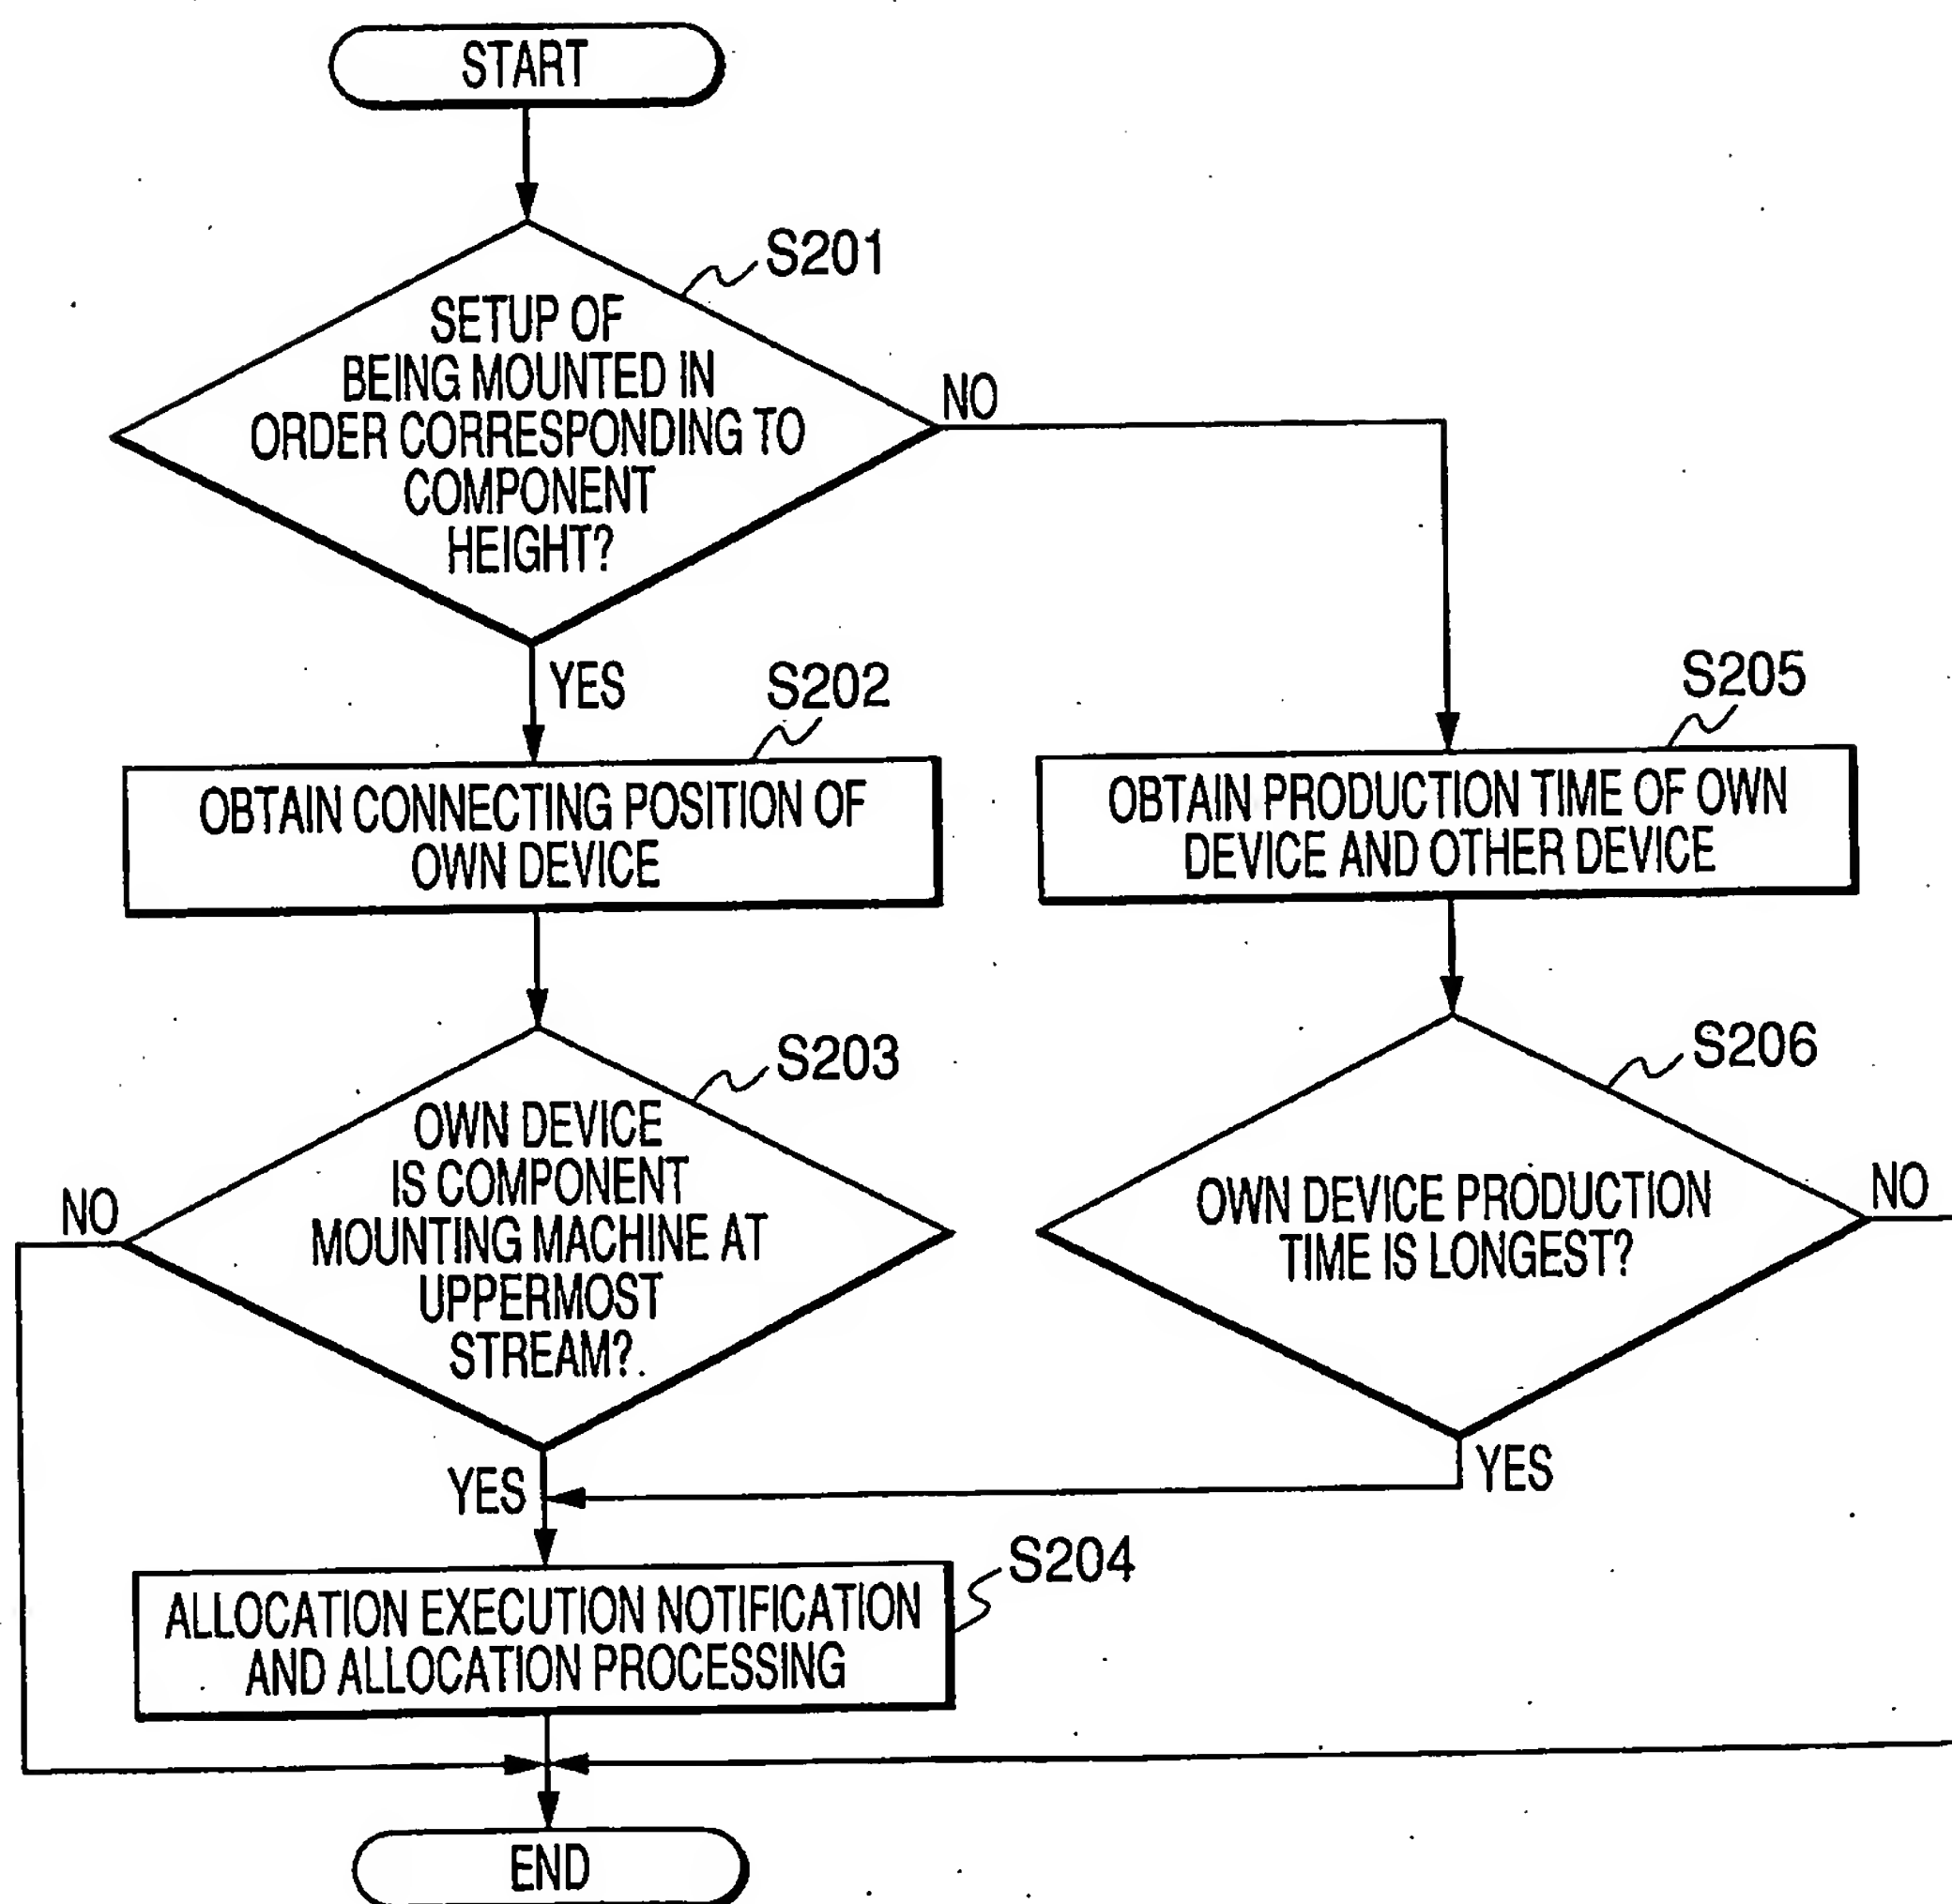 START
S201
SETUP OF
BEING MOUNTED IN
ORDER CORRESPONDING TO
COMPONENT
HEIGHT?
NO
YES
S202
S205
OBTAIN CONNECTING POSITION OF
OWN DEVICE
OBTAIN PRODUCTION TIME OF OWN
DEVICE AND OTHER DEVICE
S203
S206
OWN DEVICE
IS COMPONENT
MOUNTING MACHINE AT
UPPERMOST
STREAM?
NO
OWN DEVICE PRODUCTION
TIME IS LONGEST?
NO
YES
YES
S204
ALLOCATION EXECUTION NOTIFICATION
AND ALLOCATION PROCESSING
END